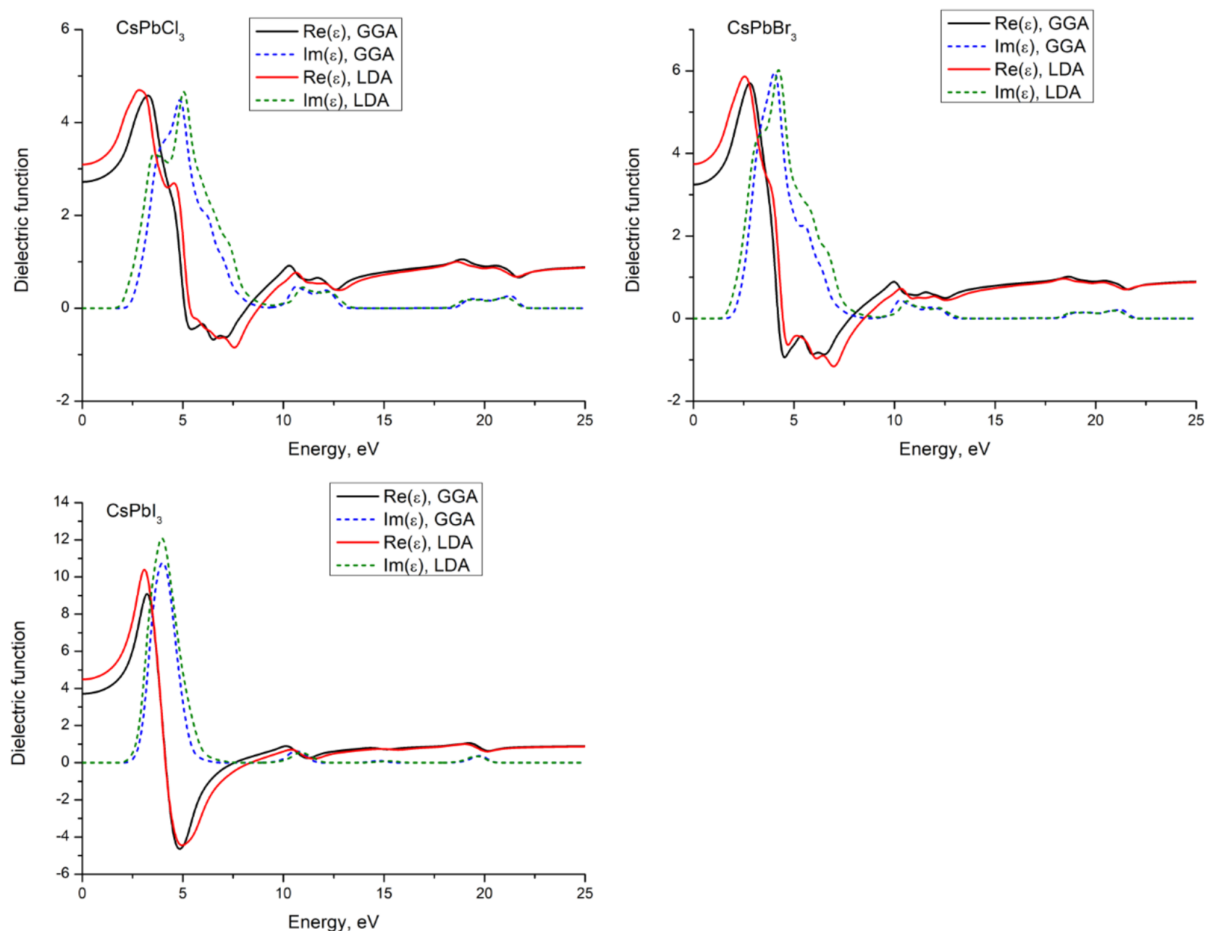 CsPbCl3
Re(ε), GGA
Im(ε), GGA
Re(ε), LDA
Im(ε), LDA
6
4
2
0
-2
Dielectric function
0 5 10 15 20 25
Energy, eV
CsPbBr3
Re(ε), GGA
Im(ε), GGA
Re(ε), LDA
Im(ε), LDA
6
4
2
0
-2
Dielectric function
0 5 10 15 20 25
Energy, eV
CsPbI3
Re(ε), GGA
Im(ε), GGA
Re(ε), LDA
Im(ε), LDA
14
12
10
8
6
4
2
0
-2
-4
-6
Dielectric function
0 5 10 15 20 25
Energy, eV